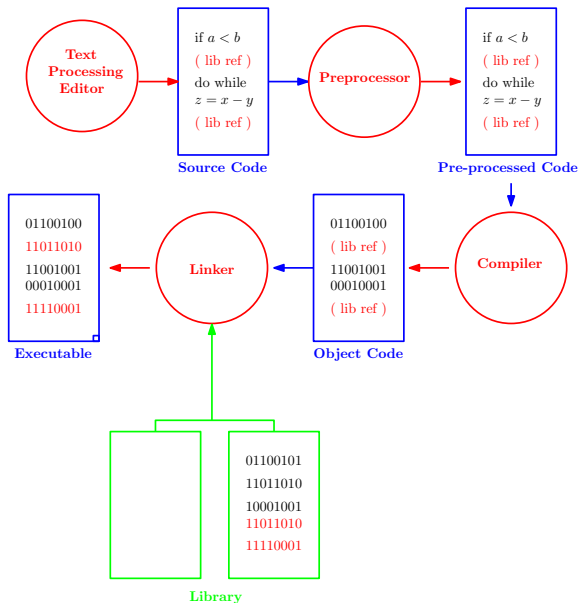 Text
Processing
Editor
if a < b
( lib ref )
do while
z = x − y
( lib ref )
Source Code
Preprocessor
if a < b
( lib ref )
do while
z = x − y
( lib ref )
Pre-processed Code
01100100
11011010
11001001
00010001
11110001
Executable
Linker
01100100
( lib ref )
11001001
00010001
( lib ref )
Object Code
Compiler
01100101
11011010
10001001
11011010
11110001
Library